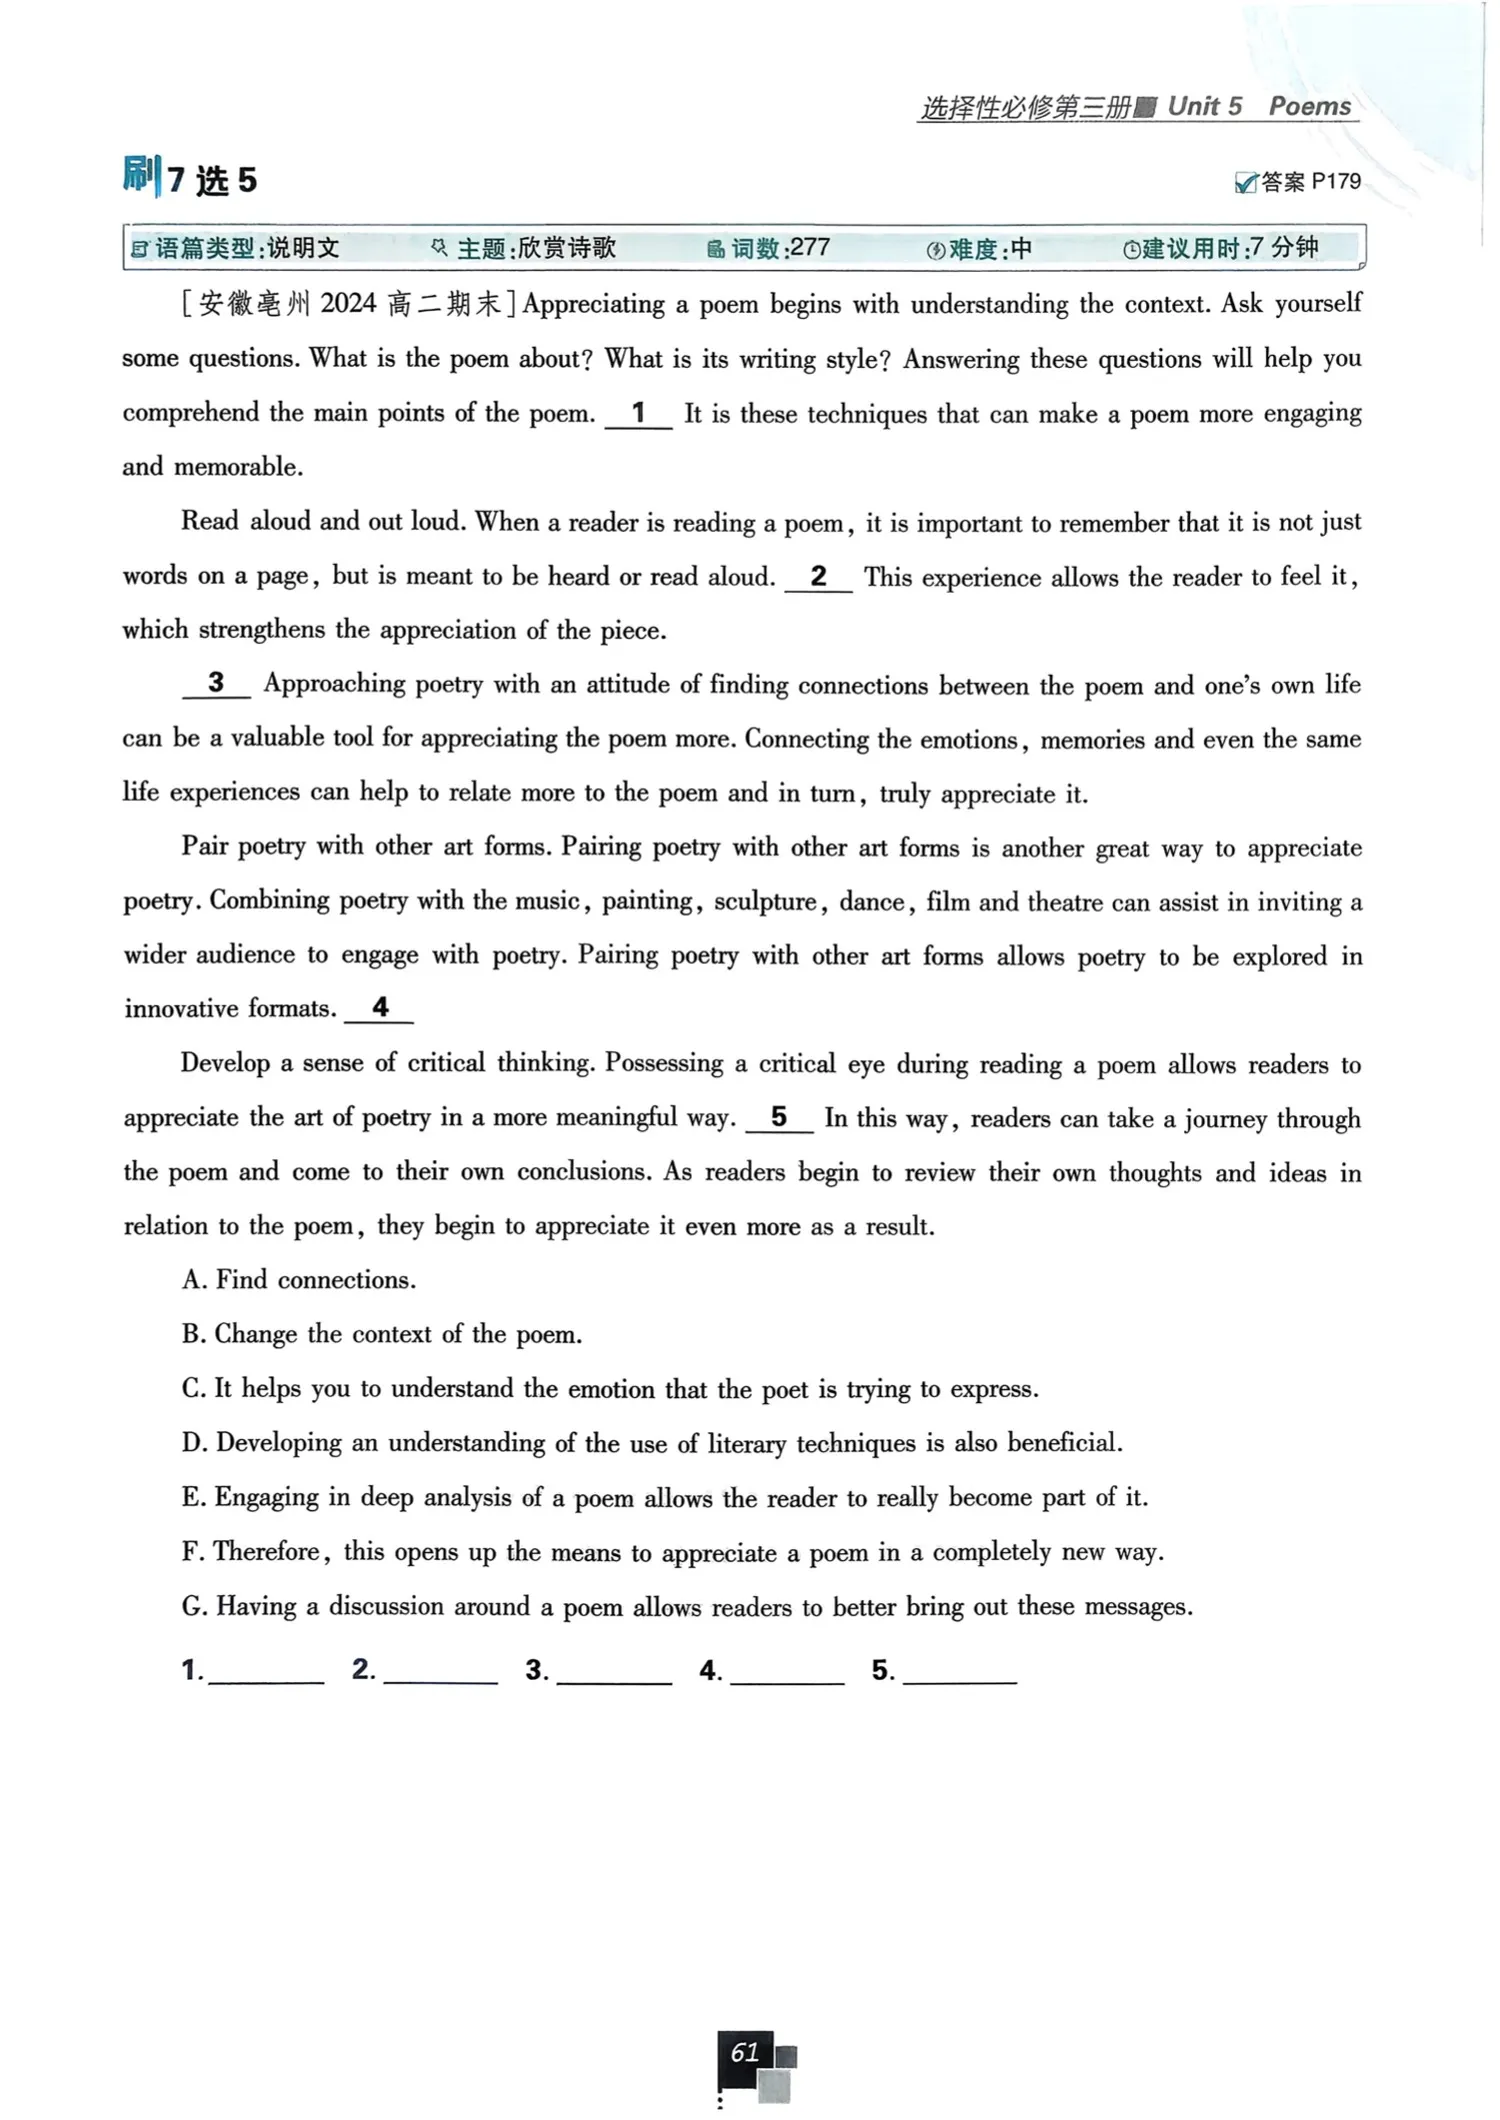 选择性必修第三册 Unit 5 Poems
刷7选5
答案 P179
语篇类型:说明文 主题:欣赏诗歌 词数:277 难度:中 建议用时:7 分钟
[安徽亳州 2024 高二期末]Appreciating a poem begins with understanding the context. Ask yourself
some questions. What is the poem about? What is its writing style? Answering these questions will help you
comprehend the main points of the poem. 1 It is these techniques that can make a poem more engaging
and memorable.
Read aloud and out loud. When a reader is reading a poem, it is important to remember that it is not just
words on a page, but is meant to be heard or read aloud. 2 This experience allows the reader to feel it,
which strengthens the appreciation of the piece.
3 Approaching poetry with an attitude of finding connections between the poem and one's own life
can be a valuable tool for appreciating the poem more. Connecting the emotions, memories and even the same
life experiences can help to relate more to the poem and in turn, truly appreciate it.
Pair poetry with other art forms. Pairing poetry with other art forms is another great way to appreciate
poetry. Combining poetry with the music, painting, sculpture, dance, film and theatre can assist in inviting a
wider audience to engage with poetry. Pairing poetry with other art forms allows poetry to be explored in
innovative formats. 4
Develop a sense of critical thinking. Possessing a critical eye during reading a poem allows readers to
appreciate the art of poetry in a more meaningful way. 5 In this way, readers can take a journey through
the poem and come to their own conclusions. As readers begin to review their own thoughts and ideas in
relation to the poem, they begin to appreciate it even more as a result.
A. Find connections.
B. Change the context of the poem.
C. It helps you to understand the emotion that the poet is trying to express.
D. Developing an understanding of the use of literary techniques is also beneficial.
E. Engaging in deep analysis of a poem allows the reader to really become part of it.
F. Therefore, this opens up the means to appreciate a poem in a completely new way.
G. Having a discussion around a poem allows readers to better bring out these messages.
1. 2. 3. 4. 5.
61